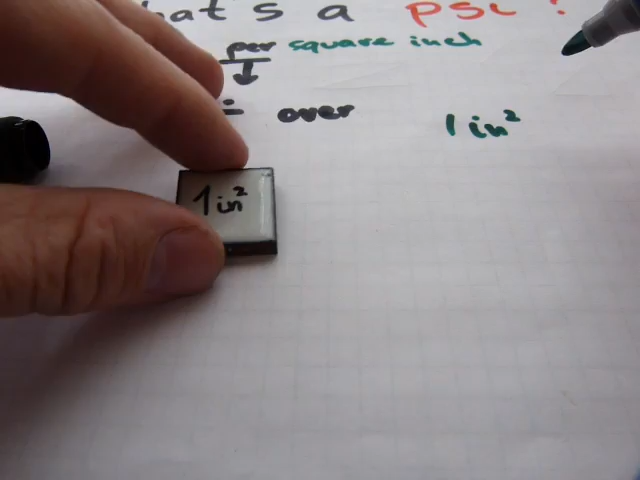 hat's a PSI?
per square inch
÷ over
1 in²
1 in²